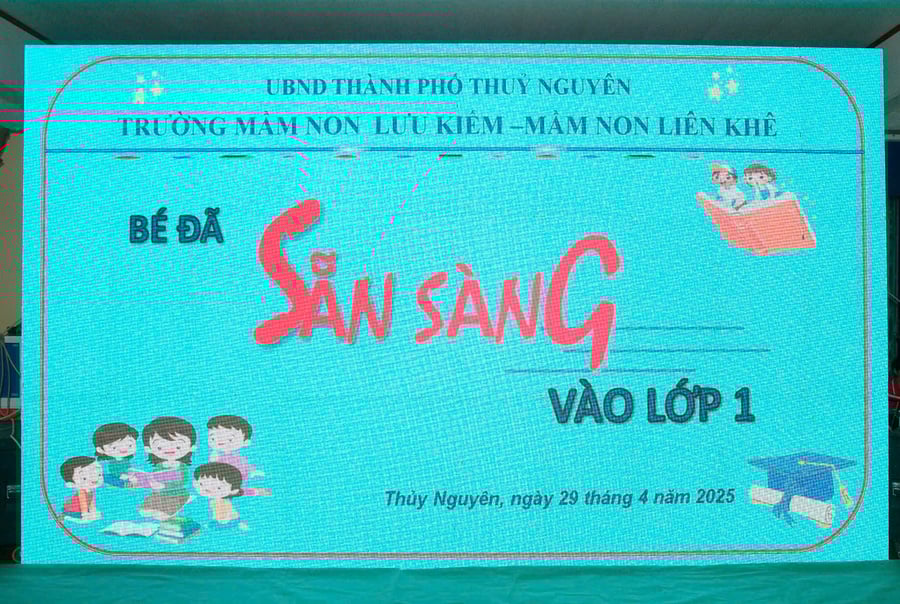 UBND THÀNH PHỐ THUỶ NGUYÊN
TRƯỜNG MẦM NON LƯU KIẾM –MẦM NON LIÊN KHÊ
BÉ ĐÃ
SẴN SÀNG
VÀO LỚP 1
Thủy Nguyên, ngày 29 tháng 4 năm 2025